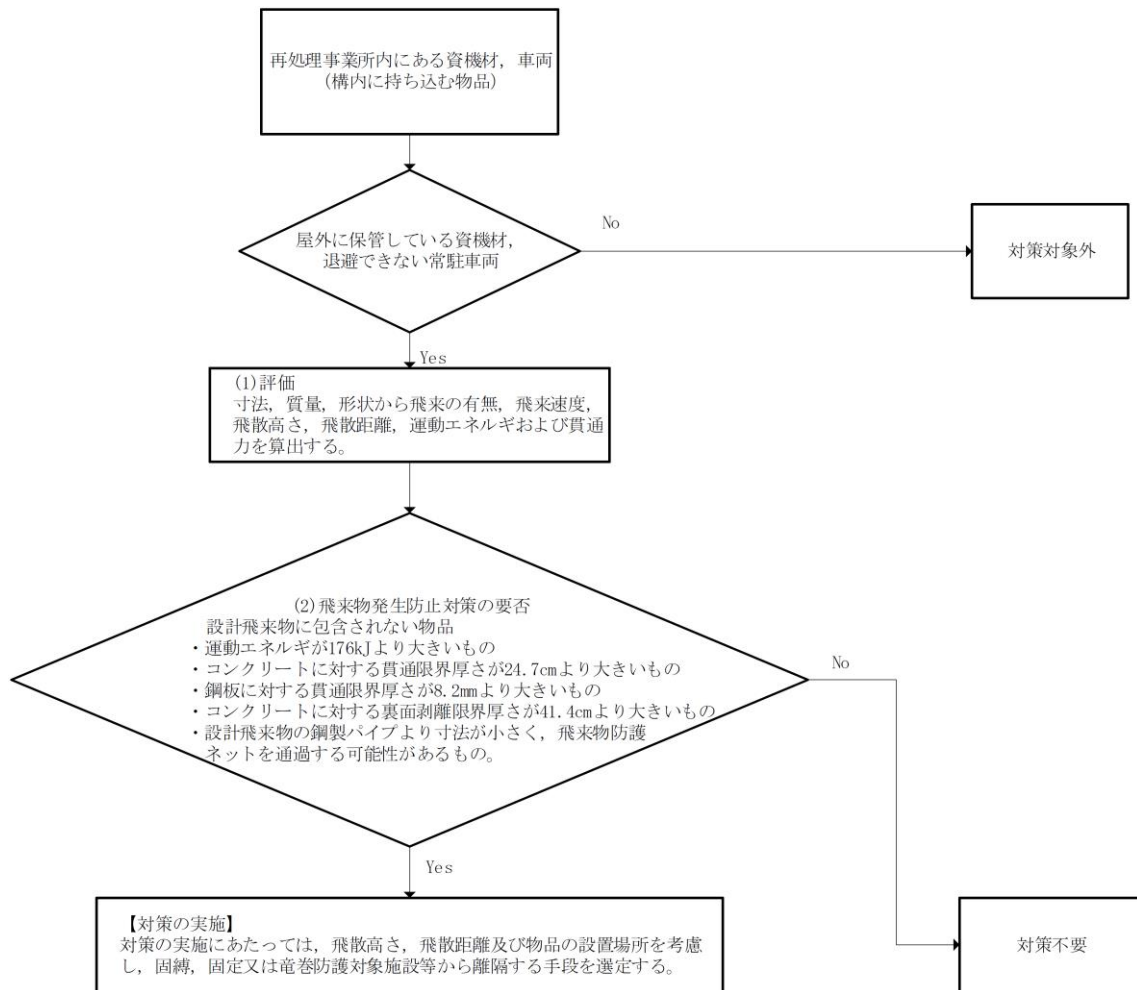 再処理事業所内にある資機材，車両
(構内に持ち込む物品)
屋外に保管している資機材，
退避できない常駐車両
No
対策対象外
Yes
(1)評価
寸法，質量，形状から飛来の有無，飛来速度，
飛散高さ，飛散距離，運動エネルギおよび貫通
力を算出する。
(2)飛来物発生防止対策の要否
設計飛来物に包含されない物品
・運動エネルギが176kJより大きいもの
・コンクリートに対する貫通限界厚さが24.7cmより大きいもの
・鋼板に対する貫通限界厚さが8.2mmより大きいもの
・コンクリートに対する裏面剥離限界厚さが41.4cmより大きいもの
・設計飛来物の鋼製パイプより寸法が小さく，飛来物防護
ネットを通過する可能性があるもの。
No
Yes
【対策の実施】
対策の実施にあたっては，飛散高さ，飛散距離及び物品の設置場所を考慮
し，固縛，固定又は竜巻防護対象施設等から離隔する手段を選定する。
対策不要